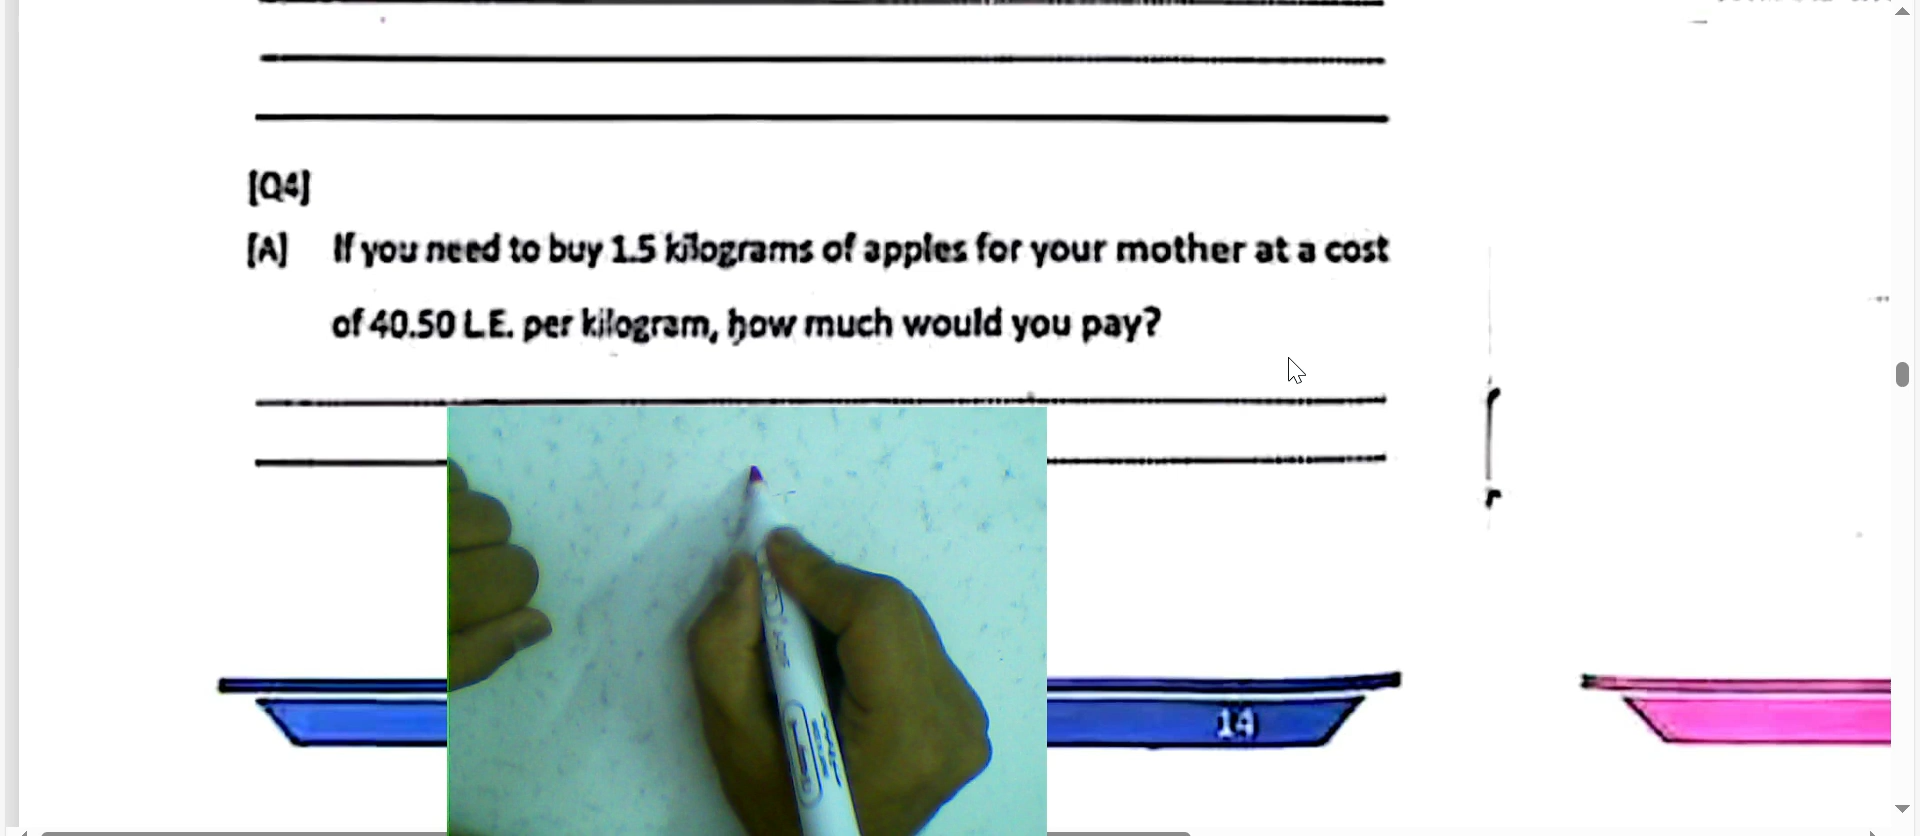 [Q4]
[A] If you need to buy 1.5 kilograms of apples for your mother at a cost
of 40.50 L.E. per kilogram, how much would you pay?
14